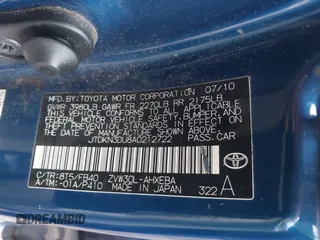 MFD. BY: TOYOTA MOTOR CORPORATION 07/10
GVWR 3980LB GAWR FR 2270LB RR 2175LB
THIS VEHICLE CONFORMS TO ALL APPLICABLE
FEDERAL MOTOR VEHICLE SAFETY, BUMPER, AND
THEFT PREVENTION STANDARDS IN EFFECT ON
THE DATE OF MANUFACTURE SHOWN ABOVE.
JTDKN3DU8A0212722 PASS.CAR
C/TR: 8T5/FB40 ZVW30L-AHXEBA
A/TM: -01A/P410 MADE IN JAPAN 322 A
TOYOTA